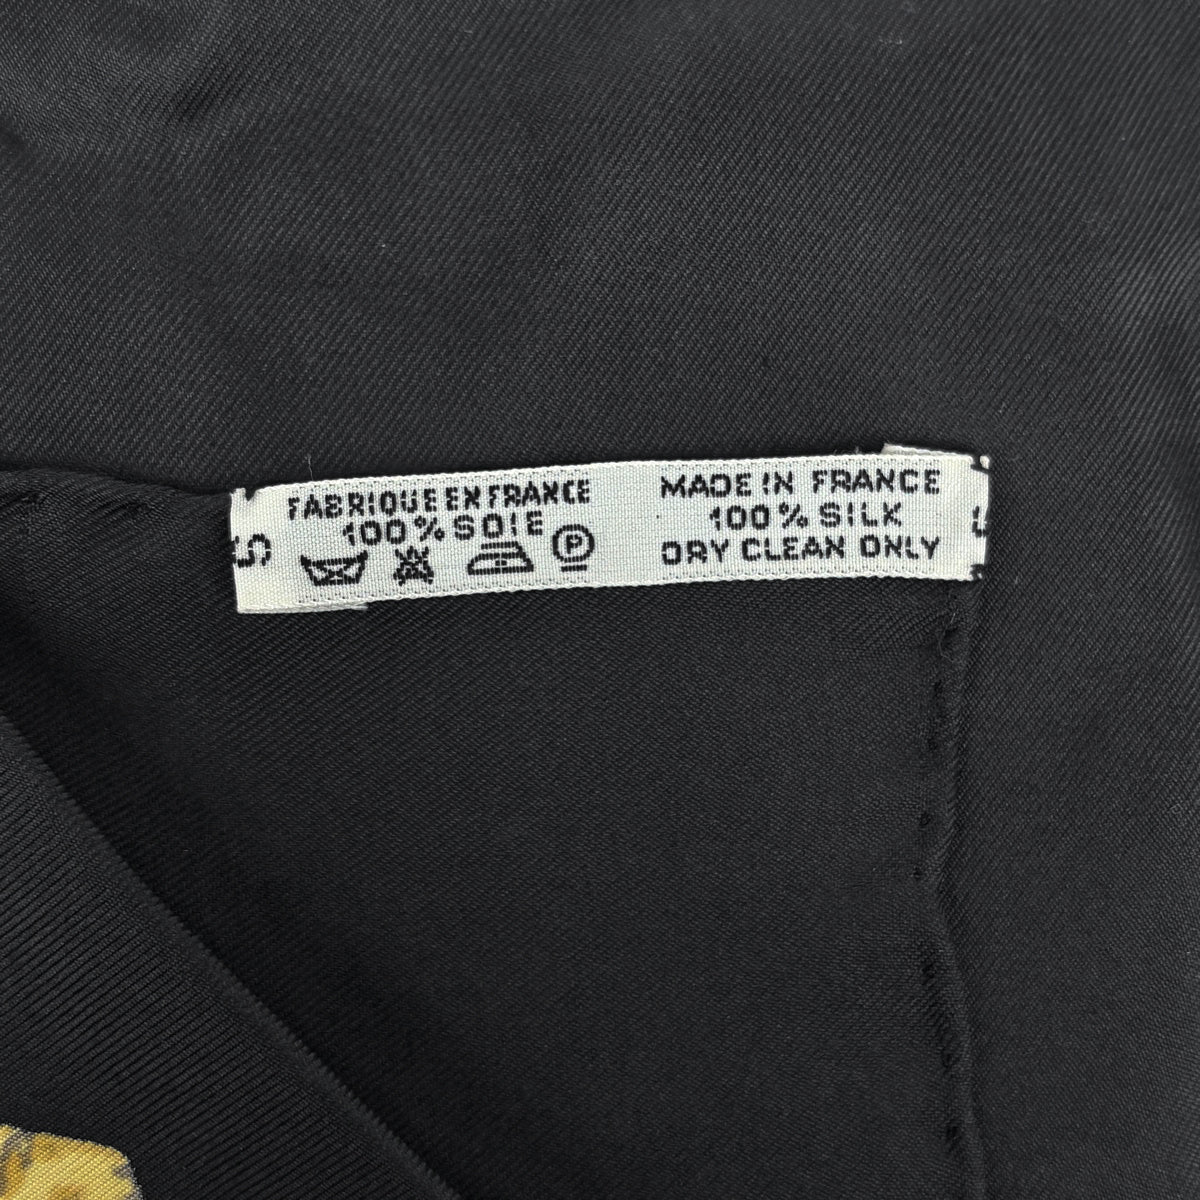 FABRIQUE EN FRANCE
100% SOIE
P
MADE IN FRANCE
100% SILK
DRY CLEAN ONLY
S